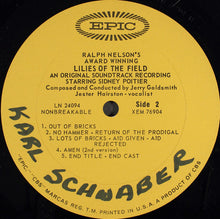 EPIC
RALPH NELSON'S
AWARD WINNING
LILIES OF THE FIELD
AN ORIGINAL SOUNDTRACK RECORDING
STARRING SIDNEY POITIER
Composed and Conducted by Jerry Goldsmith
Jester Hairston - vocalist
LN 24094 Side 2
NONBREAKABLE XEM 76904
1. OUT OF BRICKS
2. NO HAMMER - RETURN OF THE PRODIGAL
3. LOTS OF BRICKS - AID GIVEN - AID
REJECTED
4. AMEN (2nd version)
5. END TITLE - END CAST
KARL SCHWABER
"EPIC", "CBS" MARCAS REG. T.M. PRINTED IN U.S.A. ® CBS